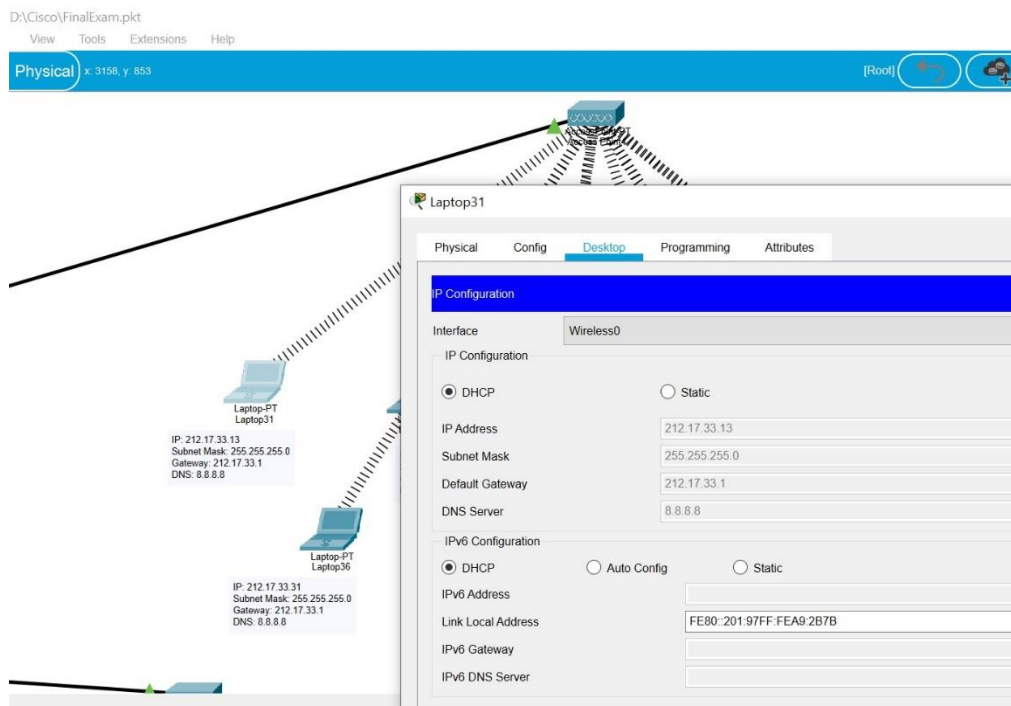 D:\Cisco\FinalExam.pkt
View Tools Extensions Help
Physical x: 3158, y: 853 [Root]
Laptop31
Physical Config Desktop Programming Attributes
IP Configuration
Interface Wireless0
IP Configuration
DHCP Static
IP Address 212.17.33.13
Subnet Mask 255.255.255.0
Default Gateway 212.17.33.1
DNS Server 8.8.8.8
IPv6 Configuration
DHCP Auto Config Static
IPv6 Address
Link Local Address FE80::201:97FF:FEA9:2B7B
IPv6 Gateway
IPv6 DNS Server
Laptop-PT
Laptop31
IP: 212.17.33.13
Subnet Mask: 255.255.255.0
Gateway: 212.17.33.1
DNS: 8.8.8.8
Laptop-PT
Laptop36
IP: 212.17.33.31
Subnet Mask: 255.255.255.0
Gateway: 212.17.33.1
DNS: 8.8.8.8